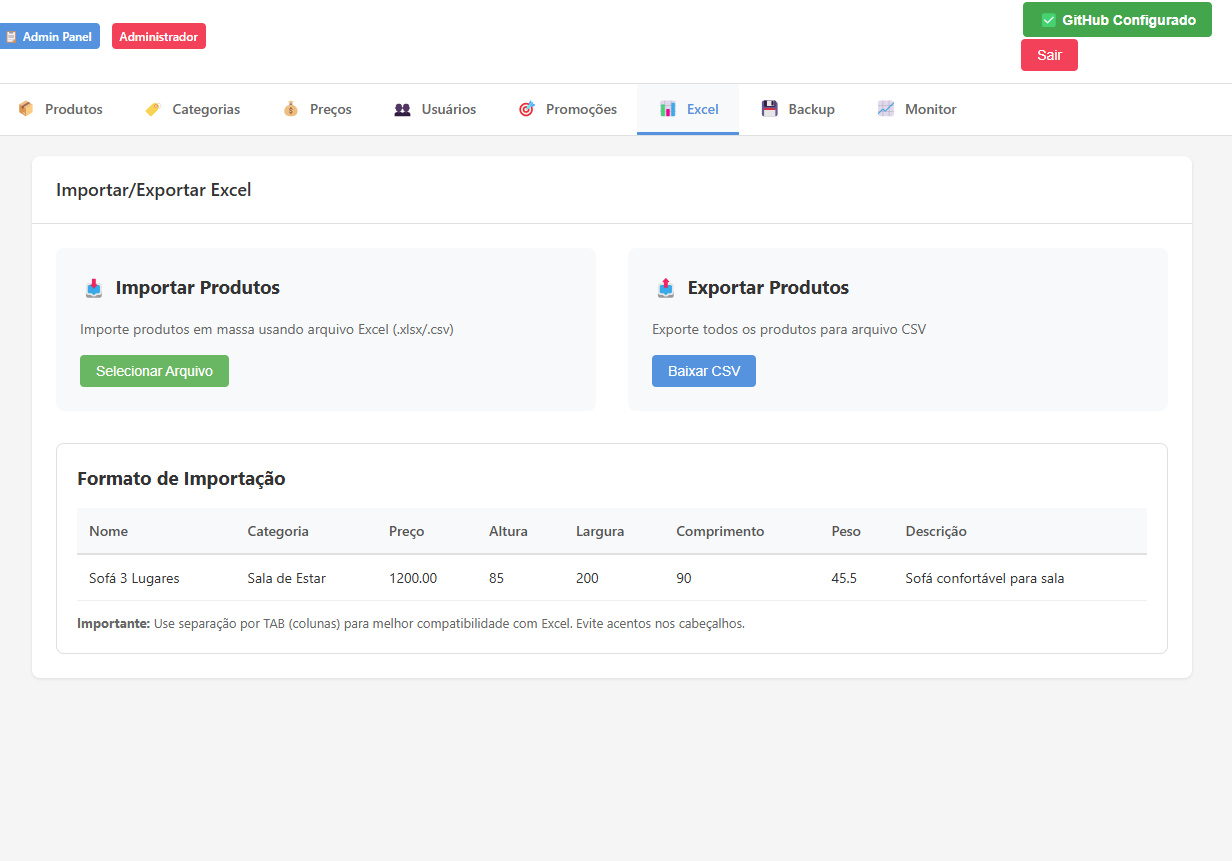 Admin Panel
Administrador
GitHub Configurado
Sair
Produtos
Categorias
Preços
Usuários
Promoções
Excel
Backup
Monitor
Importar/Exportar Excel
Importar Produtos
Importe produtos em massa usando arquivo Excel (.xlsx/.csv)
Selecionar Arquivo
Exportar Produtos
Exporte todos os produtos para arquivo CSV
Baixar CSV
Formato de Importação
Nome Categoria Preço Altura Largura Comprimento Peso Descrição
Sofá 3 Lugares Sala de Estar 1200.00 85 200 90 45.5 Sofá confortável para sala
Importante: Use separação por TAB (colunas) para melhor compatibilidade com Excel. Evite acentos nos cabeçalhos.